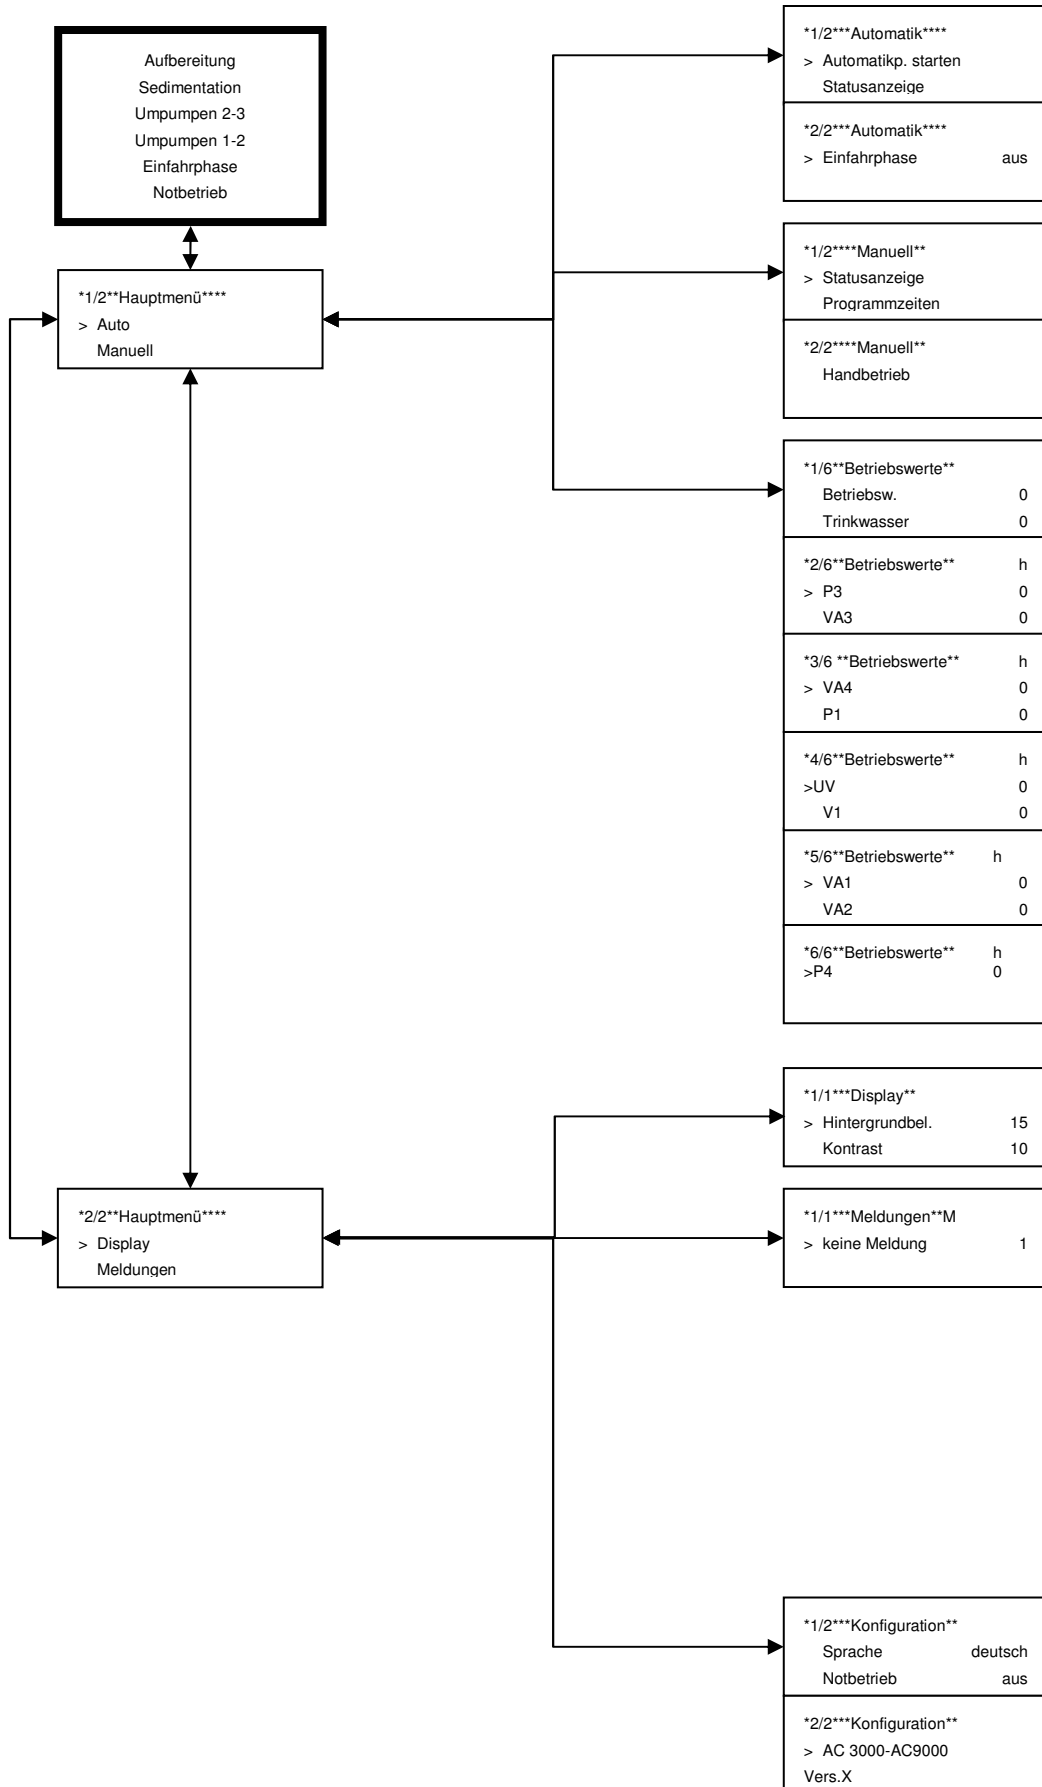 Aufbereitung
Sedimentation
Umpumpen 2-3
Umpumpen 1-2
Einfahrphase
Notbetrieb
*1/2**Hauptmenü****
> Auto
Manuell
*2/2**Hauptmenü****
> Display
Meldungen
*1/2***Automatik****
> Automatikp. starten
Statusanzeige
*2/2***Automatik****
> Einfahrphase aus
*1/2****Manuell**
> Statusanzeige
Programmzeiten
*2/2****Manuell**
Handbetrieb
*1/6**Betriebswerte**
Betriebsw. 0
Trinkwasser 0
*2/6**Betriebswerte** h
> P3 0
VA3 0
*3/6 **Betriebswerte** h
> VA4 0
P1 0
*4/6**Betriebswerte** h
>UV 0
V1 0
*5/6**Betriebswerte** h
> VA1 0
VA2 0
*6/6**Betriebswerte** h
>P4 0
*1/1***Display**
> Hintergrundbel. 15
Kontrast 10
*1/1***Meldungen**M
> keine Meldung 1
*1/2***Konfiguration**
Sprache deutsch
Notbetrieb aus
*2/2***Konfiguration**
> AC 3000-AC9000
Vers.X